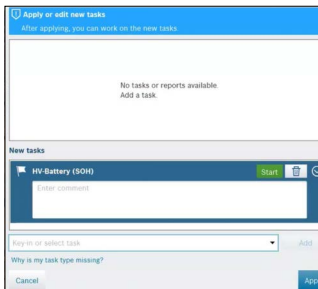 Apply or edit new tasks
After applying, you can work on the new tasks
No tasks or reports available.
Add a task.
New tasks
HV-Battery (SOH)
Start
Enter comment
Key-in or select task
Add
Why is my task type missing?
Cancel
App